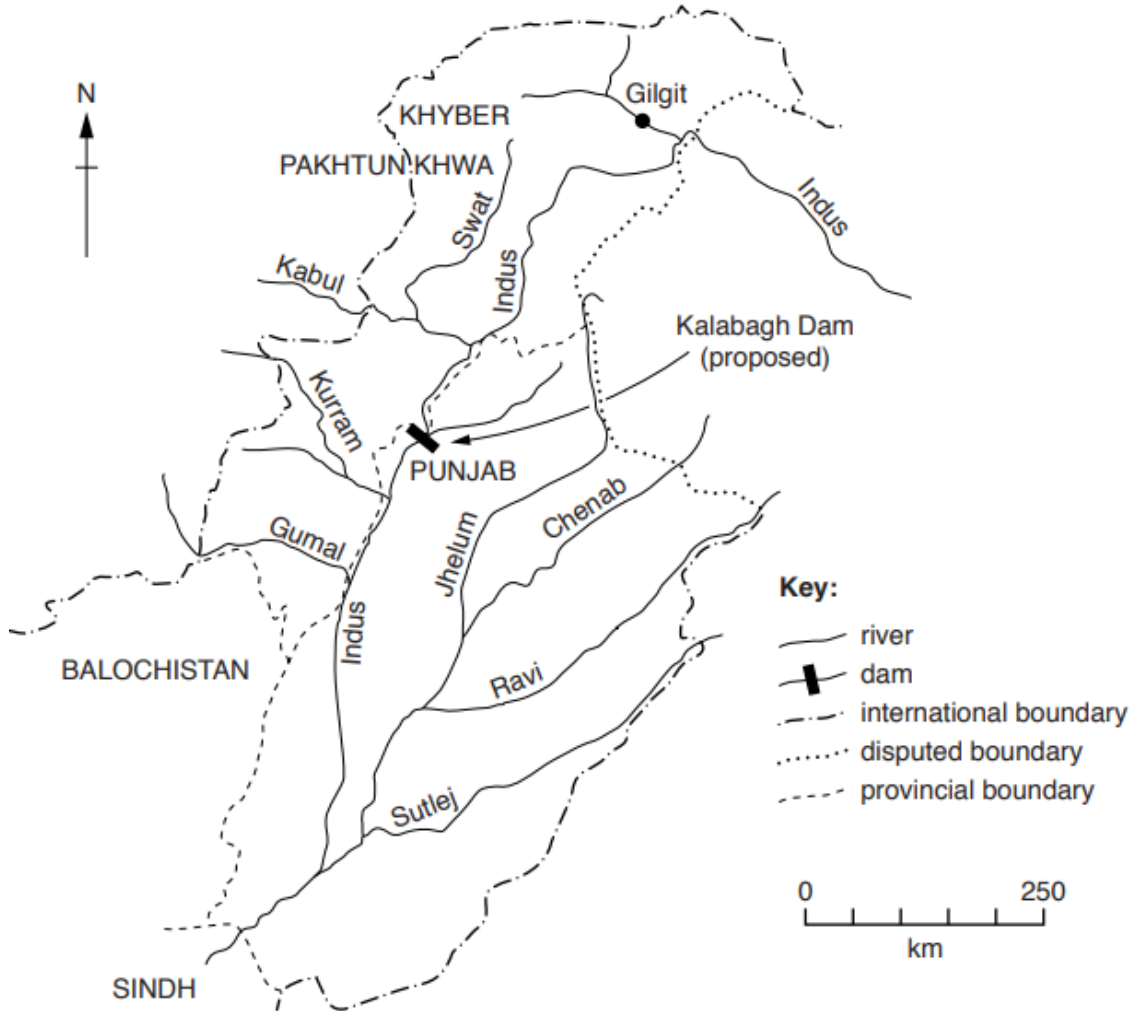 N
Gilgit
KHYBER
PAKHTUN KHWA
Indus
Swat
Indus
Kabul
Kalabagh Dam
(proposed)
Kurram
PUNJAB
Chenab
Gumal
Jhelum
Indus
Key:
river
BALOCHISTAN
dam
Ravi
international boundary
disputed boundary
provincial boundary
Sutlej
0 250
km
SINDH